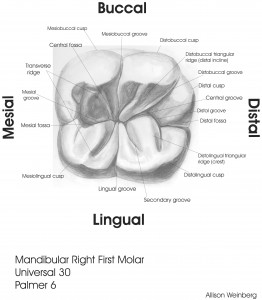 Buccal
Mesiobuccal cusp
Mesiobuccal groove
Distobuccal cusp
Central fossa
Distobuccal triangular
ridge (distal incline)
Transverse
ridge
Distobuccal groove
Distal cusp
Mesial
groove
Central groove
Distal groove
Mesial fossa
Distal fossa
Mesial
Distal
Distolingual triangular
ridge (crest)
Mesiolingual cusp
Distolingual cusp
Lingual groove
Secondary groove
Lingual
Mandibular Right First Molar
Universal 30
Palmer 6
Allison Weinberg